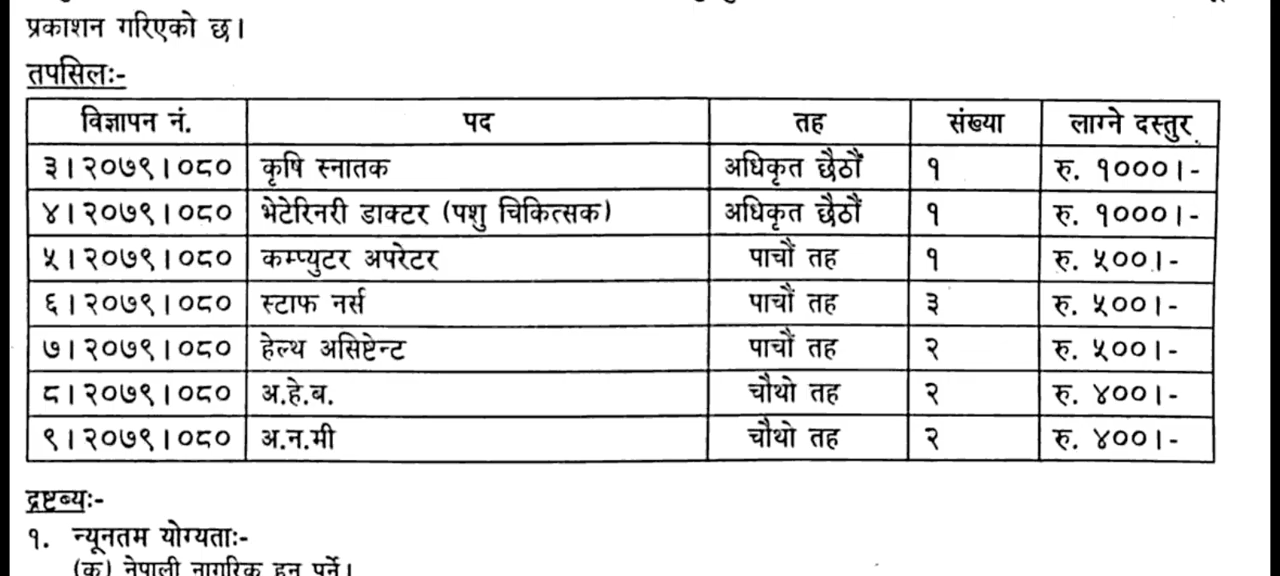 प्रकाशन गरिएको छ।
तपसिलः-
विज्ञापन नं. पद तह संख्या लाग्ने दस्तुर
३।२०७९।०८० कृषि स्नातक अधिकृत छैठौं १ रु. १०००।-
४।२०७९।०८० भेटेरिनरी डाक्टर (पशु चिकित्सक) अधिकृत छैठौं १ रु. १०००।-
५।२०७९।०८० कम्प्युटर अपरेटर पाचौं तह १ रु. ५००।-
६।२०७९।०८० स्टाफ नर्स पाचौं तह ३ रु. ५००।-
७।२०७९।०८० हेल्थ असिष्टेन्ट पाचौं तह २ रु. ५००।-
८।२०७९।०८० अ.हे.ब. चौथो तह २ रु. ४००।-
९।२०७९।०८० अ.न.मी चौथो तह २ रु. ४००।-
द्रष्टब्यः-
१. न्यूनतम योग्यताः-
(क) नेपाली नागरिक हुनु पर्ने।